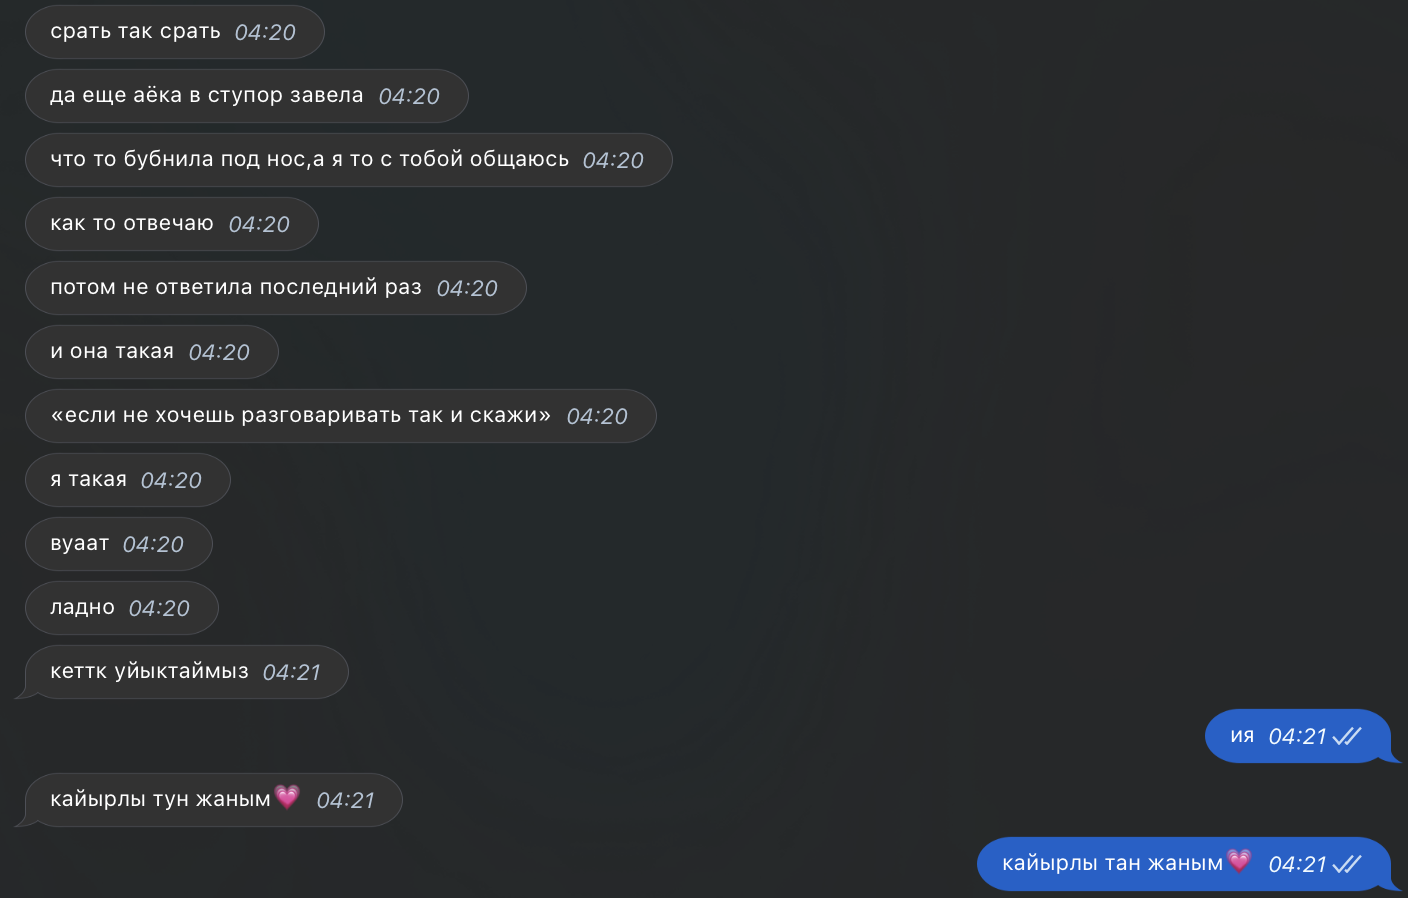 срать так срать 04:20
да еще аёка в ступор завела 04:20
что то бубнила под нос,а я то с тобой общаюсь 04:20
как то отвечаю 04:20
потом не ответила последний раз 04:20
и она такая 04:20
«если не хочешь разговаривать так и скажи» 04:20
я такая 04:20
вуаат 04:20
ладно 04:20
кеттк уйыктаймыз 04:21
ия 04:21
кайырлы тун жаным💗 04:21
кайырлы тан жаным💗 04:21